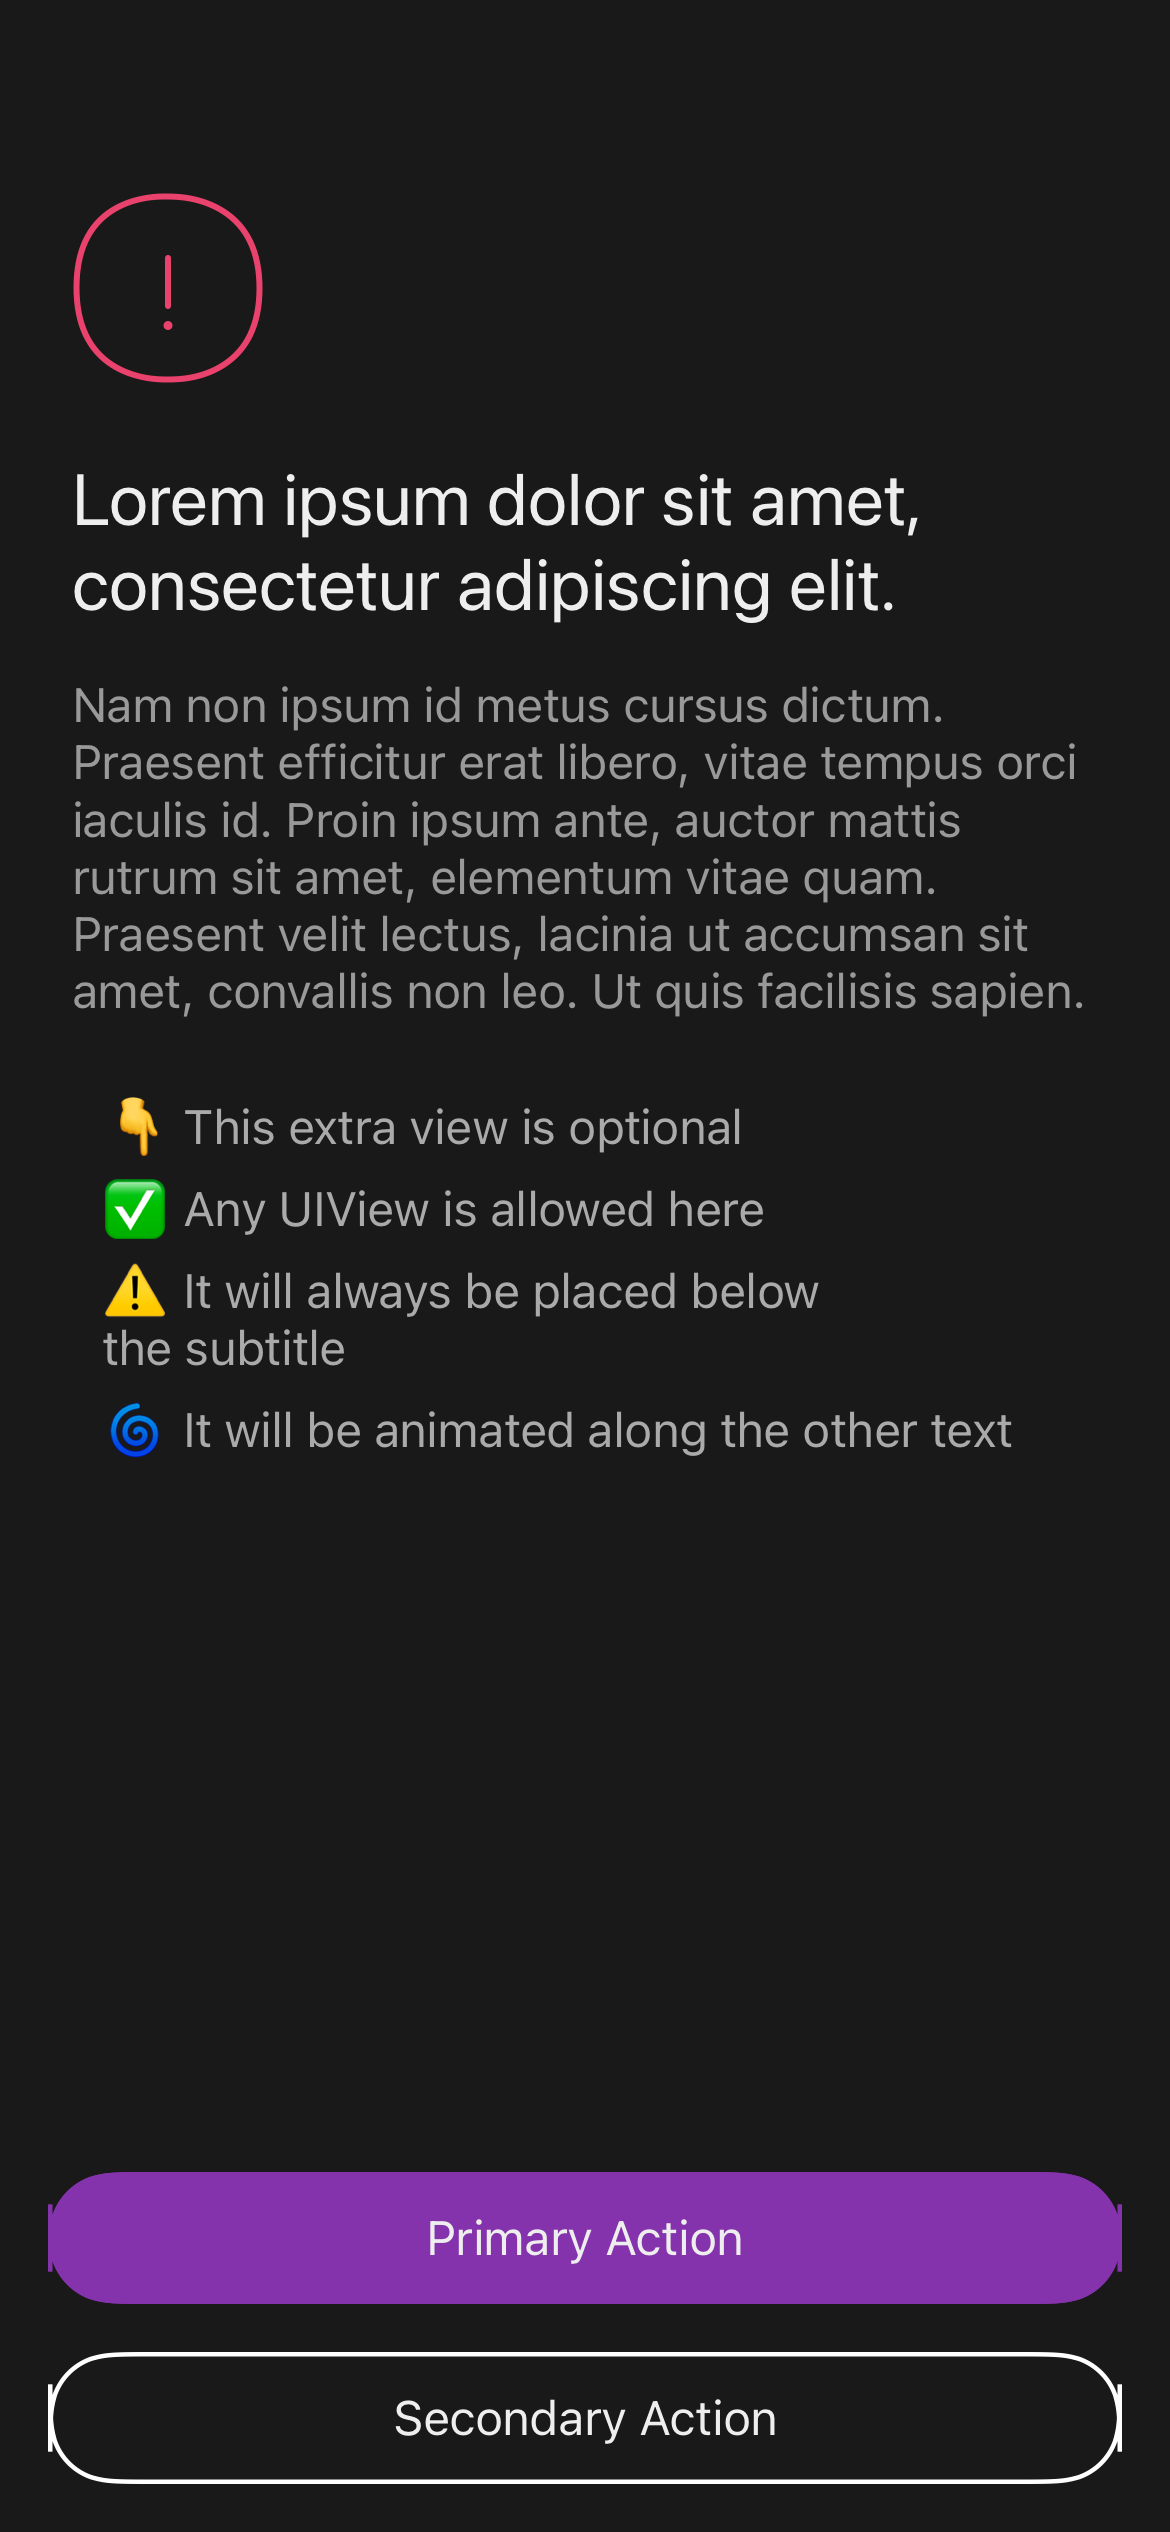 Lorem ipsum dolor sit amet,
consectetur adipiscing elit.
Nam non ipsum id metus cursus dictum.
Praesent efficitur erat libero, vitae tempus orci
iaculis id. Proin ipsum ante, auctor mattis
rutrum sit amet, elementum vitae quam.
Praesent velit lectus, lacinia ut accumsan sit
amet, convallis non leo. Ut quis facilisis sapien.
👇 This extra view is optional
✅ Any UIView is allowed here
⚠️ It will always be placed below
the subtitle
🌀 It will be animated along the other text
Primary Action
Secondary Action